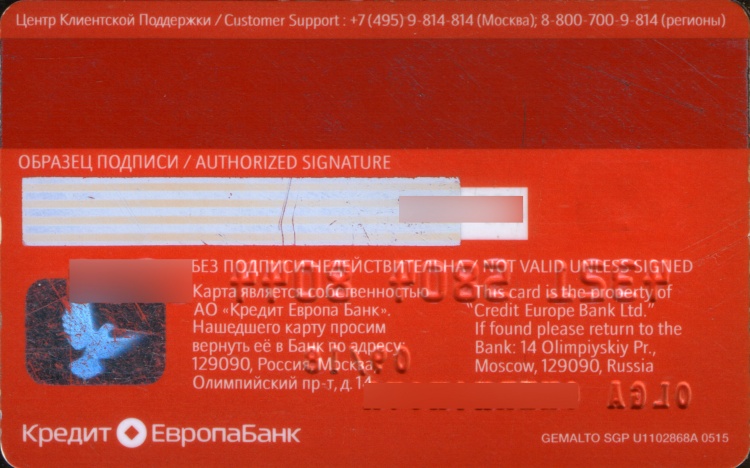 Центр Клиентской Поддержки / Customer Support : +7 (495) 9-814-814 (Москва); 8-800-700-9-814 (регионы)
ОБРАЗЕЦ ПОДПИСИ / AUTHORIZED SIGNATURE
БЕЗ ПОДПИСИ НЕДЕЙСТВИТЕЛЬНА / NOT VALID UNLESS SIGNED
Карта является собственностью
АО «Кредит Европа Банк».
Нашедшего карту просим
вернуть её в Банк по адресу:
129090, Россия, Москва,
Олимпийский пр-т, д. 14
This card is the property of
“Credit Europe Bank Ltd.”
If found please return to the
Bank: 14 Olimpiyskiy Pr.,
Moscow, 129090, Russia
Кредит ЕвропаБанк
GEMALTO SGP U1102868A 0515